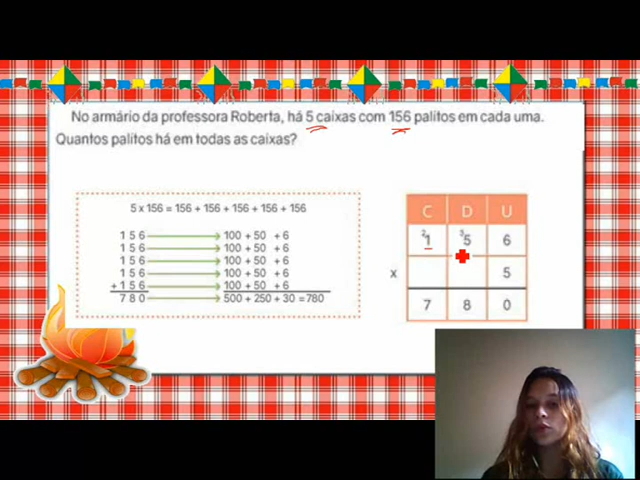 No armário da professora Roberta, há 5 caixas com 156 palitos em cada uma.
Quantos palitos há em todas as caixas?
5 x 156 = 156 + 156 + 156 + 156 + 156
1 5 6 100 + 50 + 6
1 5 6 100 + 50 + 6
1 5 6 100 + 50 + 6
1 5 6 100 + 50 + 6
+ 1 5 6 100 + 50 + 6
7 8 0 500 + 250 + 30 = 780
C D U
2 1 3 5 6
x 5
7 8 0